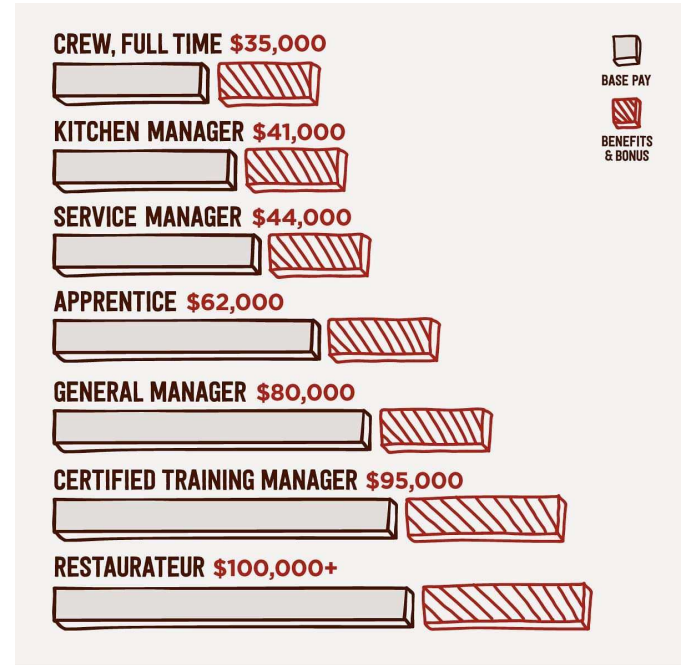 CREW, FULL TIME $35,000
BASE PAY
BENEFITS
& BONUS
KITCHEN MANAGER $41,000
SERVICE MANAGER $44,000
APPRENTICE $62,000
GENERAL MANAGER $80,000
CERTIFIED TRAINING MANAGER $95,000
RESTAURATEUR $100,000+